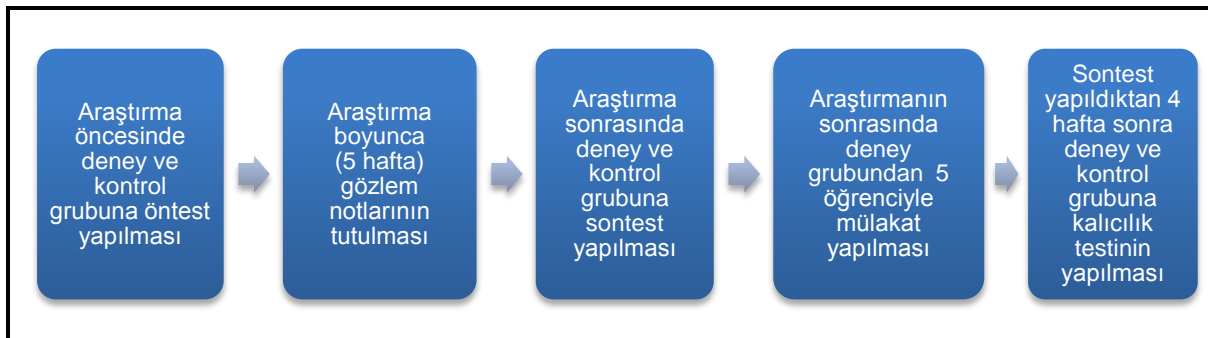 Araştırma
öncesinde
deney ve
kontrol
grubuna öntest
yapılması
Araştırma
boyunca
(5 hafta)
gözlem
notlarının
tutulması
Araştırma
sonrasında
deney ve
kontrol
grubuna
sontest
yapılması
Araştırmanın
sonrasında
deney
grubundan 5
öğrenciyle
mülakat
yapılması
Sontest
yapıldıktan 4
hafta sonra
deney ve
kontrol
grubuna
kalıcılık
testinin
yapılması